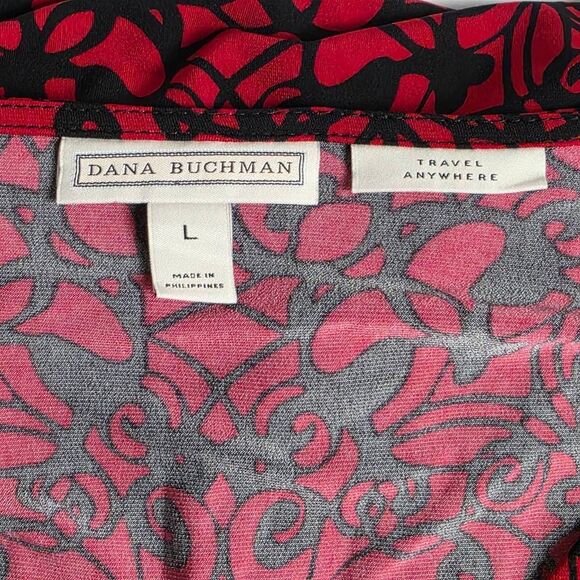 DANA BUCHMAN
TRAVEL
ANYWHERE
L
MADE IN
PHILIPPINES